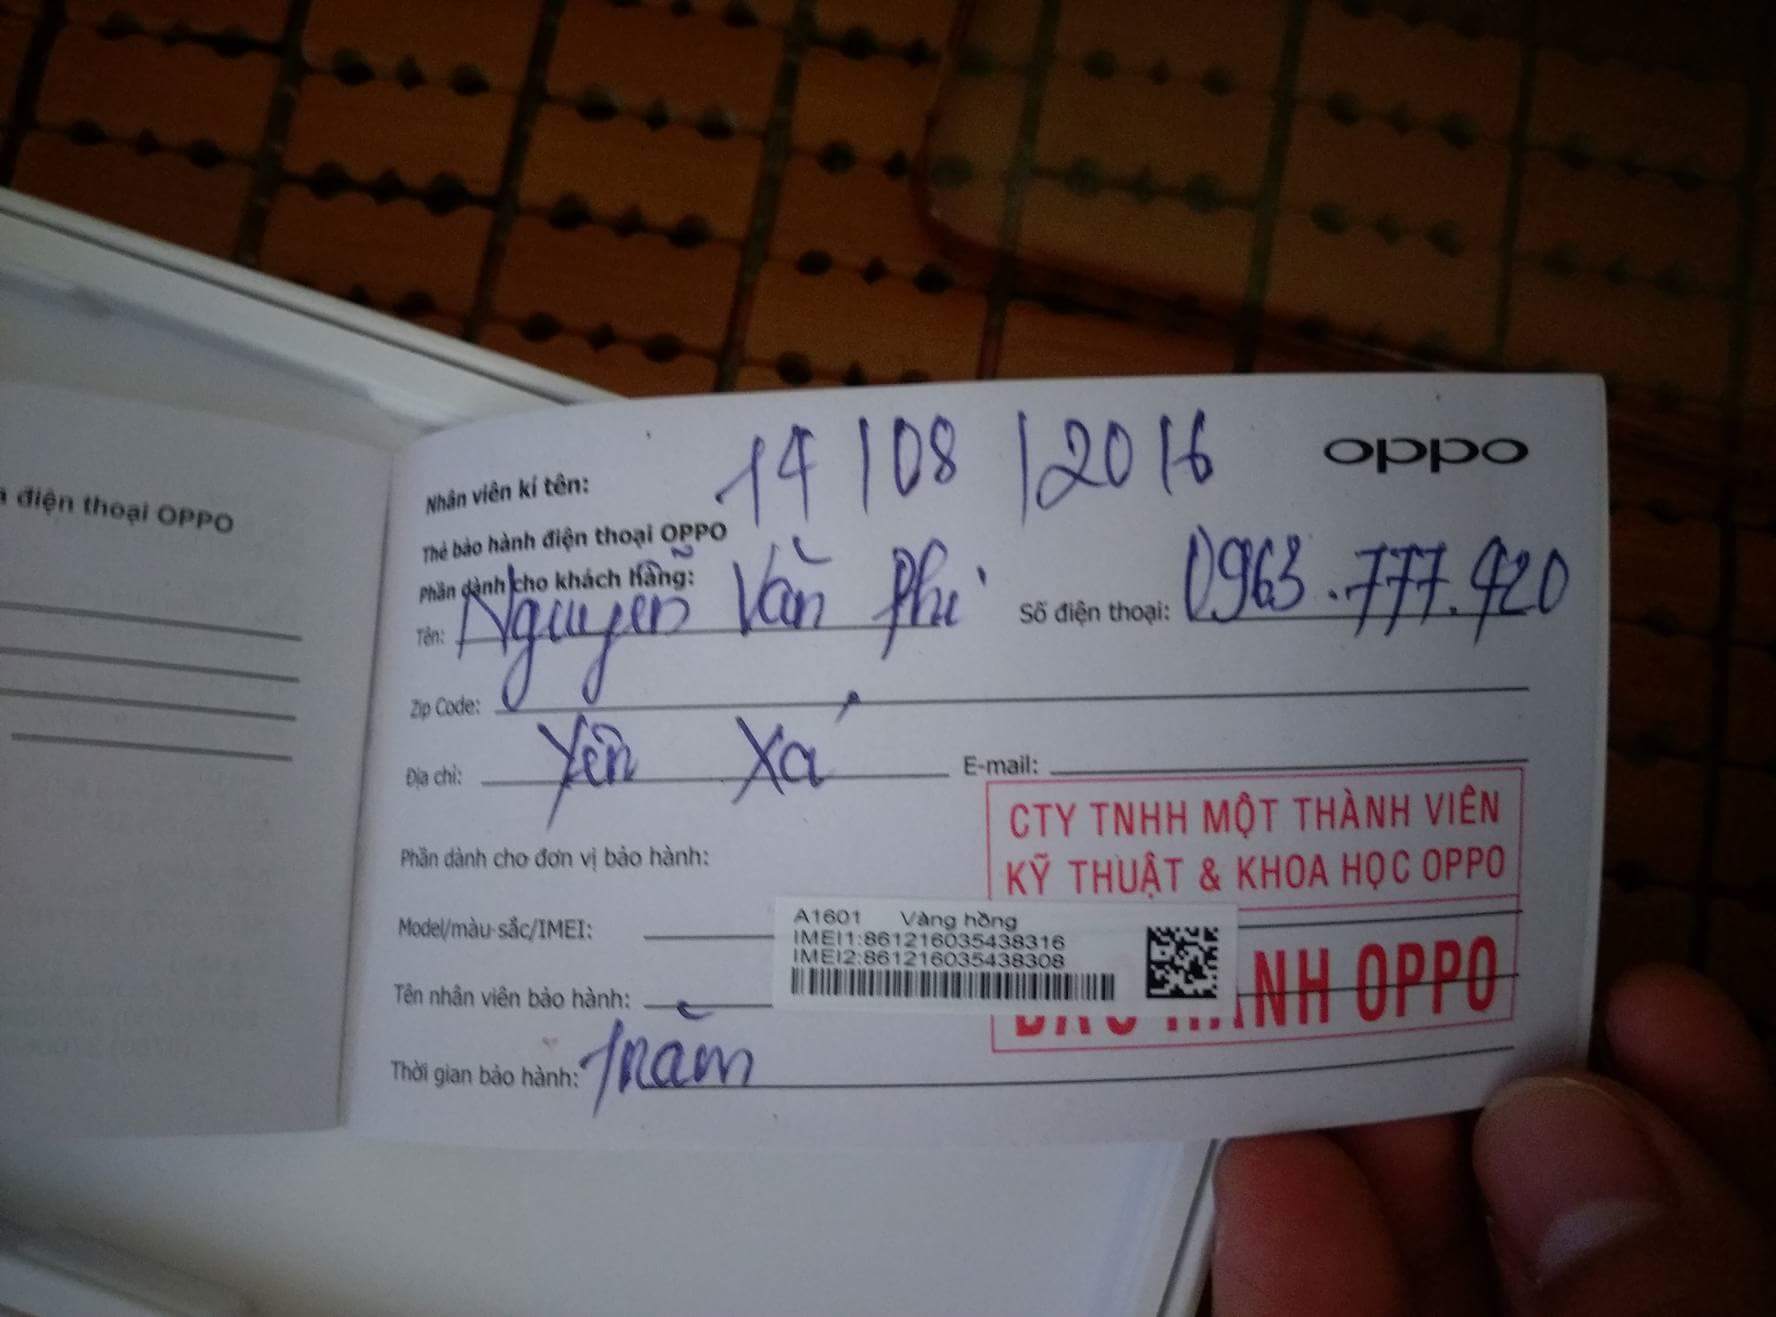 a điện thoại OPPO
Nhân viên kí tên: 14/08/2016
oppo
Thẻ bảo hành điện thoại OPPO
Phần dành cho khách hàng:
Tên: Nguyễn Văn Phi Số điện thoại: 0963.777.920
Zip Code:
Địa chỉ: Yên Xá E-mail:
CTY TNHH MỘT THÀNH VIÊN
KỸ THUẬT & KHOA HỌC OPPO
Phần dành cho đơn vị bảo hành:
Model/màu sắc/IMEI:
A1601 Vàng hồng
IMEI1:861216035438316
IMEI2:861216035438308
BẢO HÀNH OPPO
Tên nhân viên bảo hành:
Thời gian bảo hành: